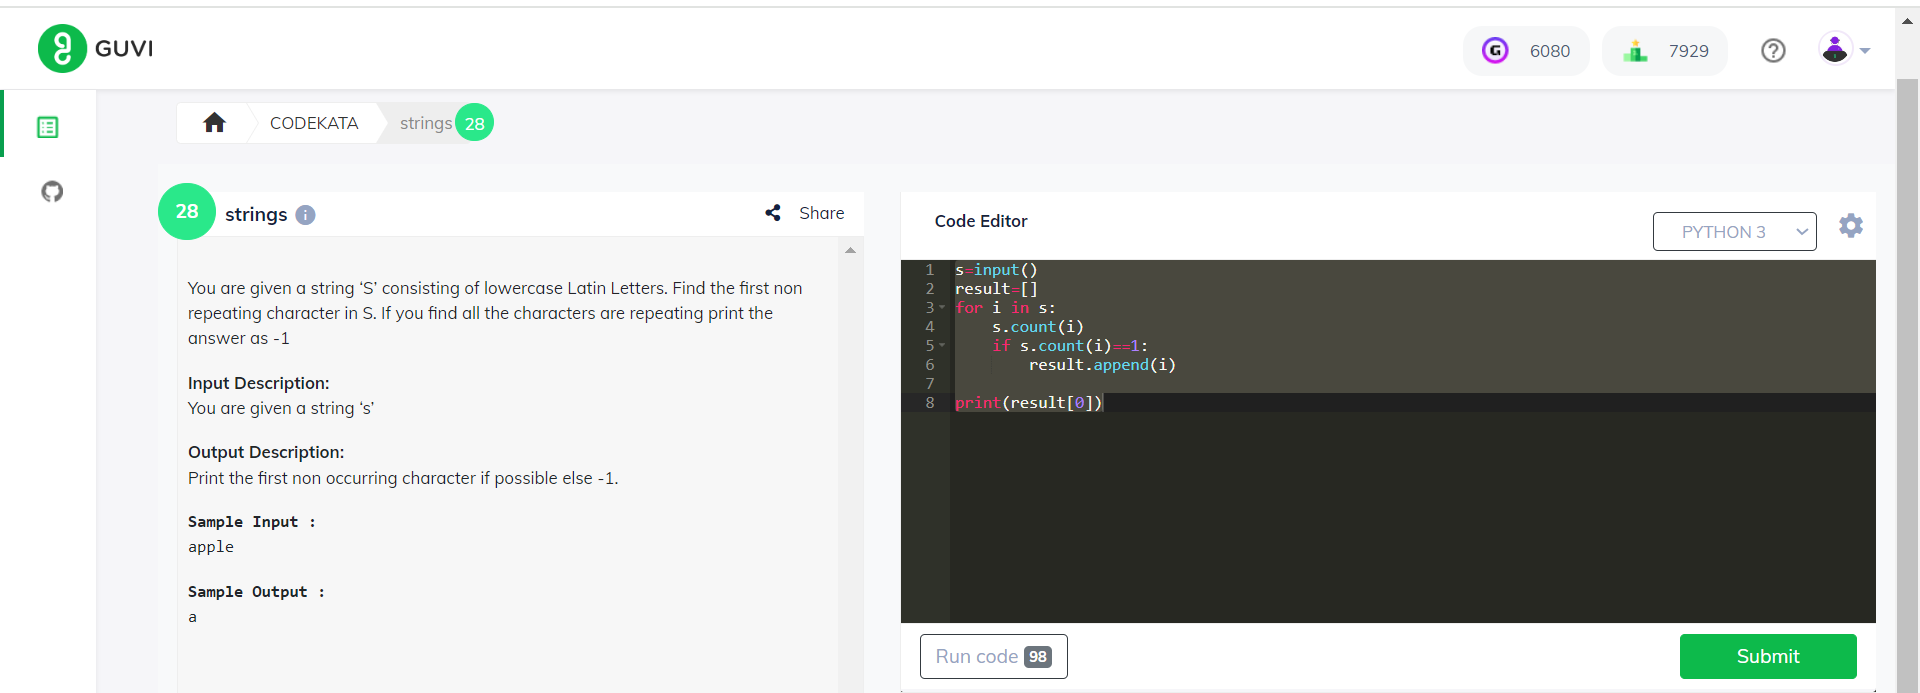 GUVI
6080
7929
CODEKATA
strings 28
28
strings
Share
You are given a string ‘S’ consisting of lowercase Latin Letters. Find the first non
repeating character in S. If you find all the characters are repeating print the
answer as -1
Input Description:
You are given a string ‘s’
Output Description:
Print the first non occurring character if possible else -1.
Sample Input :
apple
Sample Output :
a
Code Editor
PYTHON 3
1 s=input()
2 result=[]
3 for i in s:
4     s.count(i)
5     if s.count(i)==1:
6         result.append(i)
7
8 print(result[0])
Run code 98
Submit